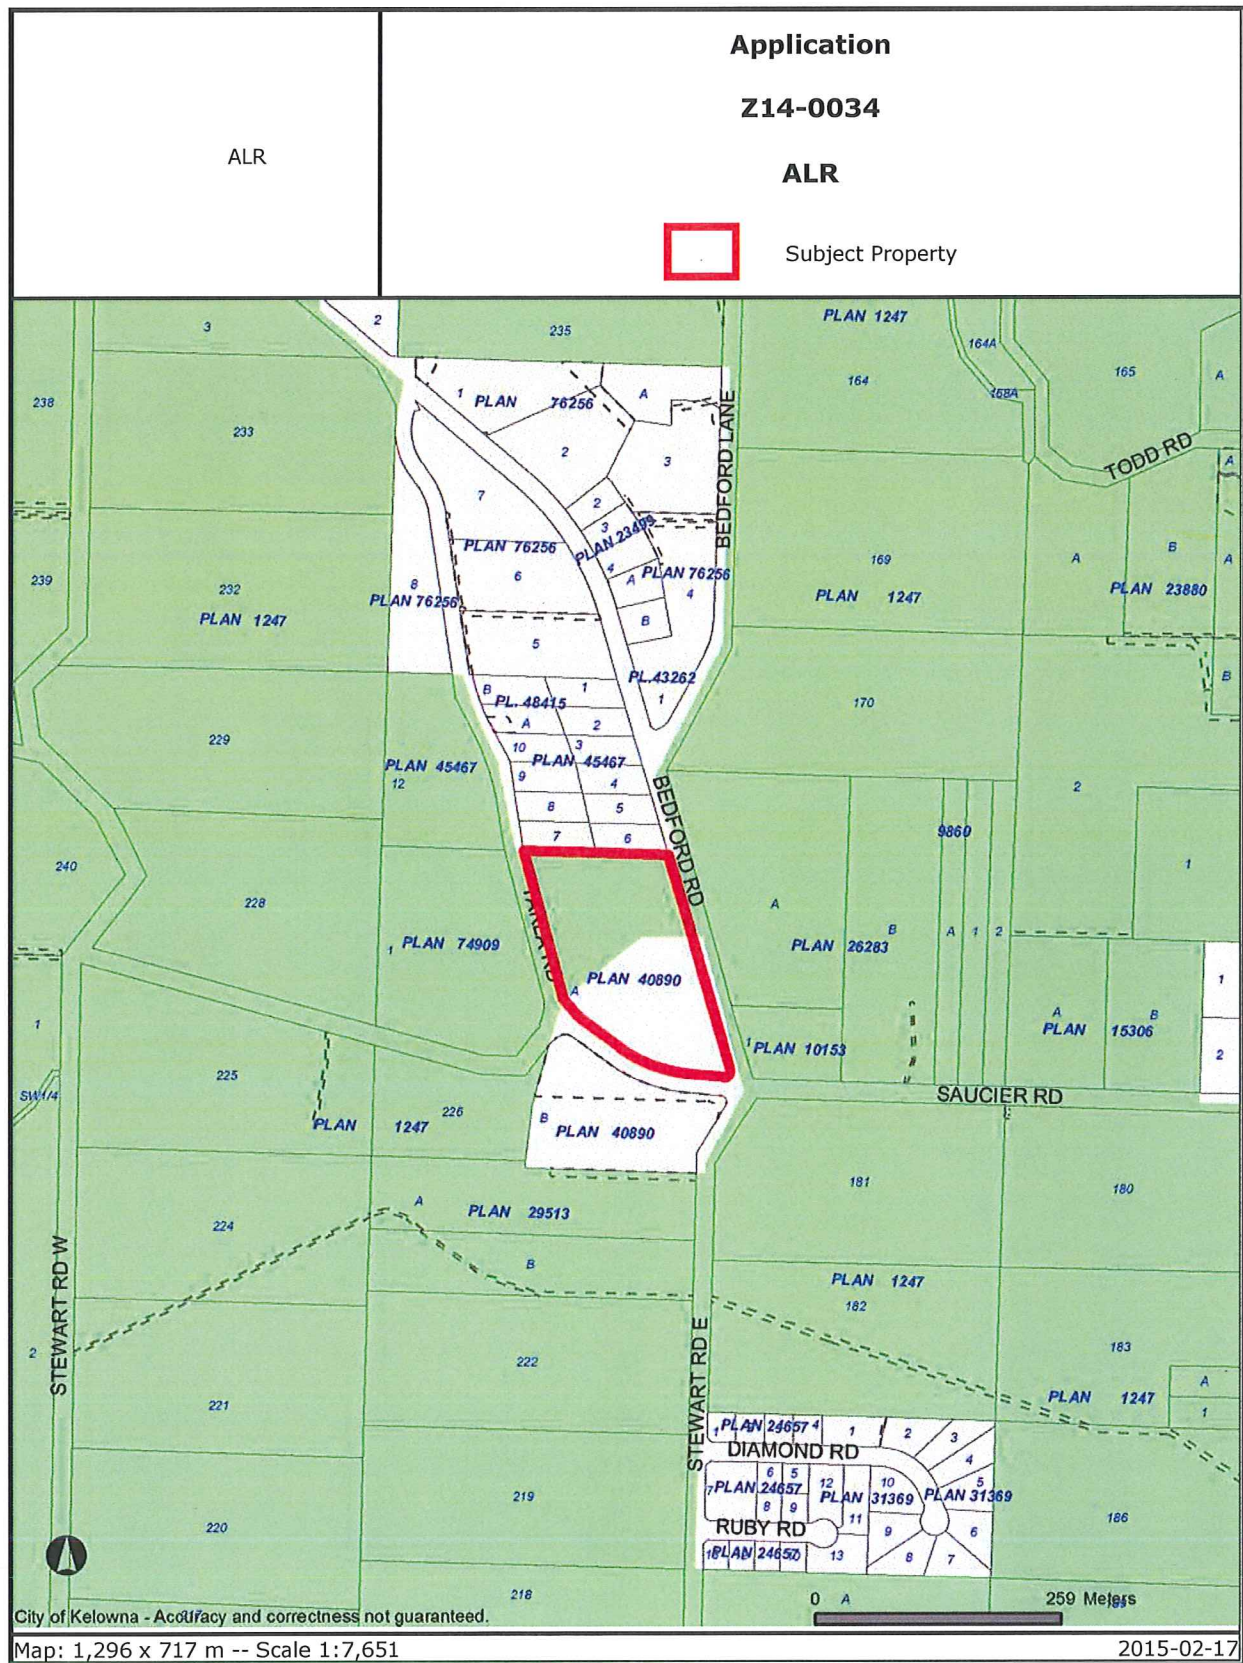 ALR
Application
Z14-0034
ALR
Subject Property
3
2
235
PLAN 1247
164A
165
A
238
233
1
PLAN 76256
A
164
168A
BEDFORD LANE
TODD RD
2
3
7
2
3
PLAN 23499
A
PLAN 76256
6
4
A
PLAN 76256
4
169
A
B
A
239
232
PLAN 1247
8
PLAN 76256
PLAN 1247
PLAN 23880
B
5
PL.43262
1
B
B
1
PL. 48415
A
2
170
229
10
3
PLAN 45467
PLAN 45467
12
9
4
2
8
5
7
6
BEDFORD RD
9860
1
240
228
A
B
A
1
2
1
PLAN 74909
PLAN 26283
PLAN 40890
A
1
A
B
PLAN 15306
1
1
PLAN 10153
2
225
SW1/4
SAUCIER RD
226
PLAN 1247
B
PLAN 40890
181
180
A
PLAN 29513
224
B
PLAN 1247
182
STEWART RD W
2
222
STEWART RD E
183
A
PLAN 1247
1
221
1
PLAN 24657
4
1
2
3
DIAMOND RD
4
5
6
5
12
10
7
PLAN 24657
PLAN 31369
PLAN 31369
8
9
11
219
220
RUBY RD
9
6
186
PLAN 24657
13
8
7
218
0
A
259 Meters
City of Kelowna - Accuracy and correctness not guaranteed.
Map: 1,296 x 717 m -- Scale 1:7,651
2015-02-17